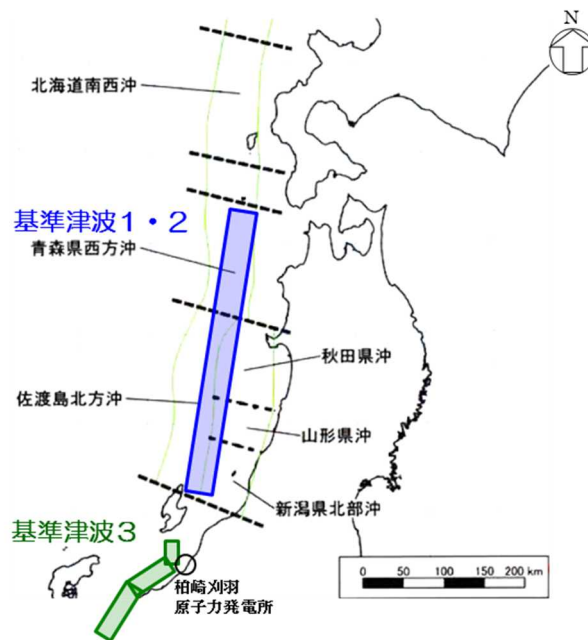 N
北海道南西沖
基準津波1・2
青森県西方沖
秋田県沖
佐渡島北方沖
山形県沖
新潟県北部沖
基準津波3
柏崎刈羽
原子力発電所
0 50 100 150 200 km